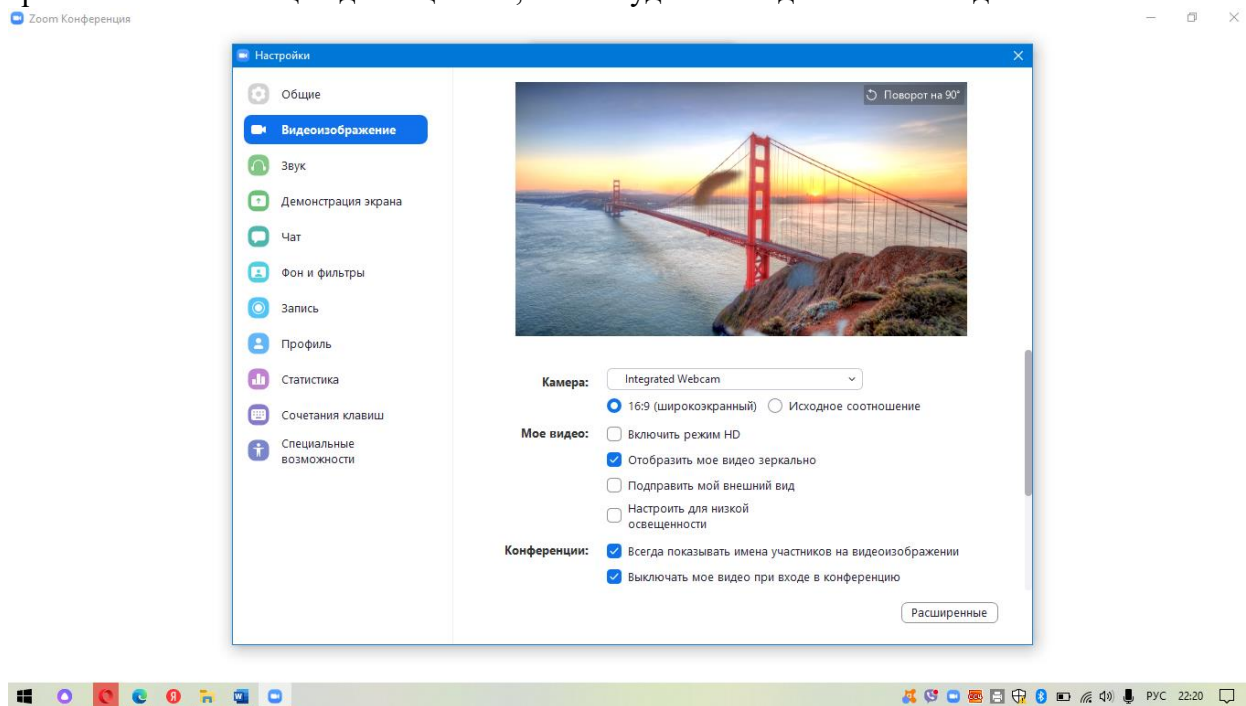 Zoom Конференция
Настройки
Общие
Видеоизображение
Звук
Демонстрация экрана
Чат
Фон и фильтры
Запись
Профиль
Статистика
Сочетания клавиш
Специальные
возможности
Поворот на 90°
Камера:
Integrated Webcam
16:9 (широкоэкранный)
Исходное соотношение
Мое видео:
Включить режим HD
Отобразить мое видео зеркально
Подправить мой внешний вид
Настроить для низкой
освещенности
Конференции:
Всегда показывать имена участников на видеоизображении
Выключать мое видео при входе в конференцию
Расширенные
РУС 22:20